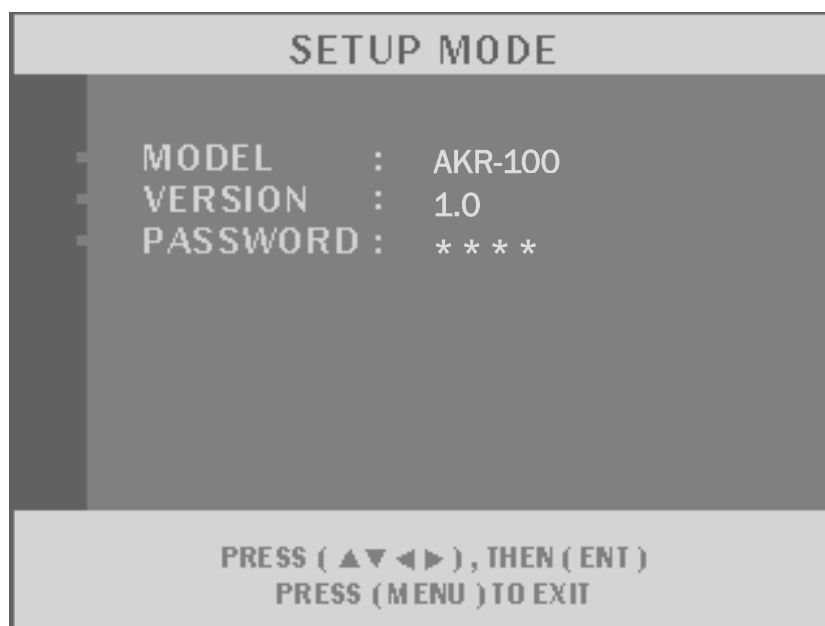 SETUP MODE
MODEL : AKR-100
VERSION : 1.0
PASSWORD : ****
PRESS ( ▲▼◀▶ ) , THEN ( ENT )
PRESS ( MENU ) TO EXIT